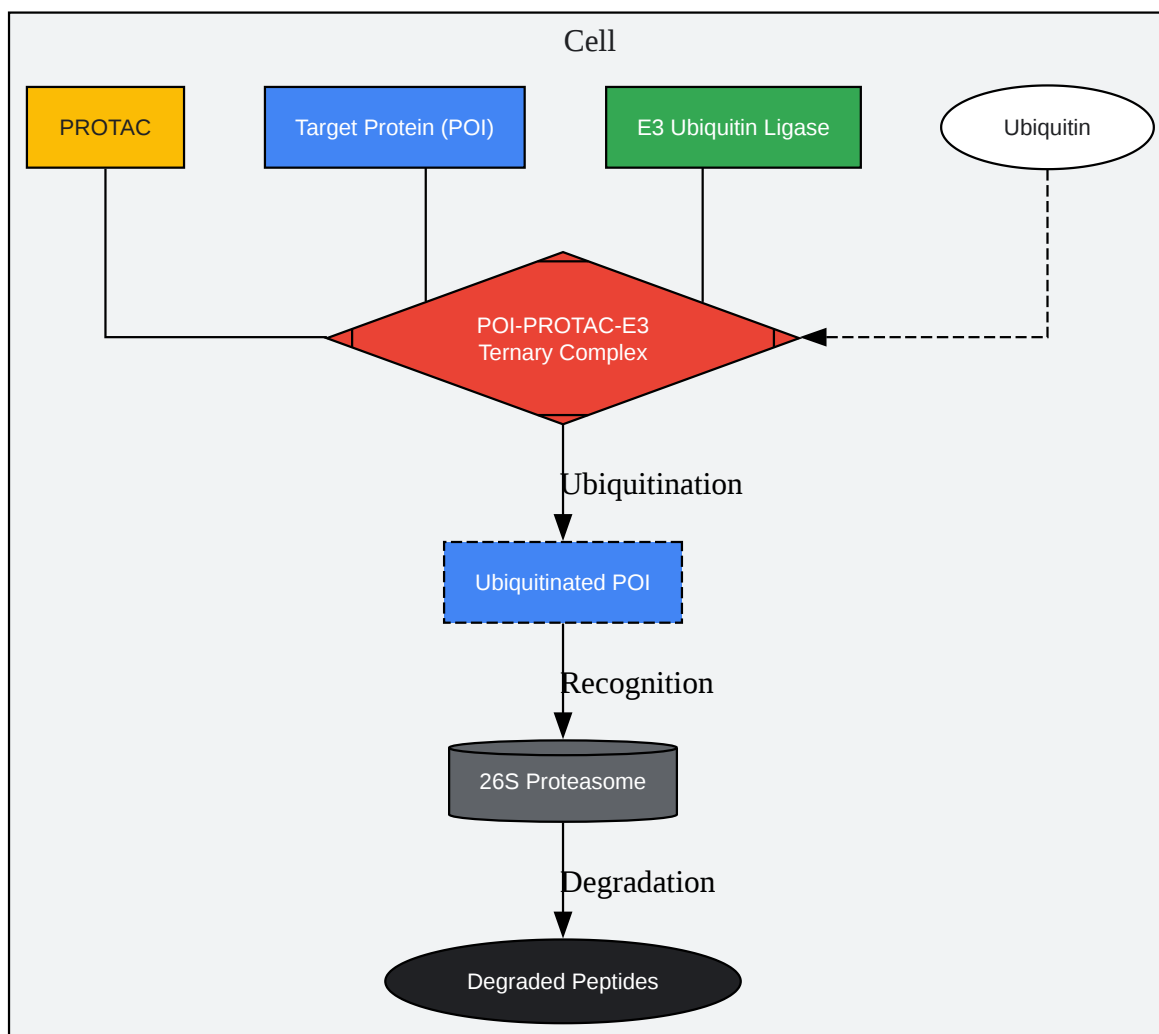 Cell
PROTAC
Target Protein (POI)
E3 Ubiquitin Ligase
Ubiquitin
POI-PROTAC-E3
Ternary Complex
Ubiquitination
Ubiquitinated POI
Recognition
26S Proteasome
Degradation
Degraded Peptides